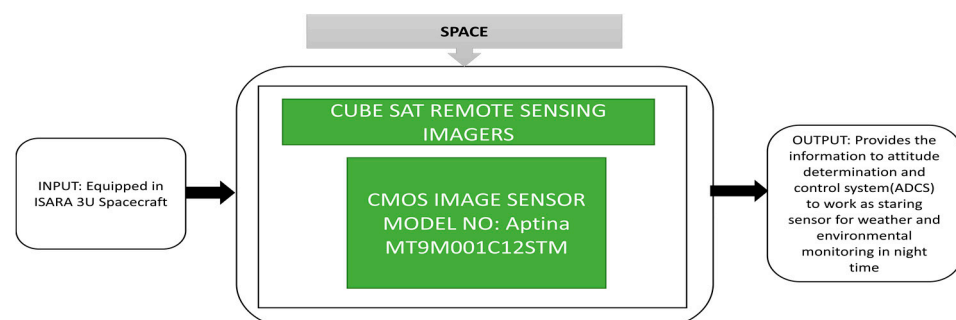 SPACE
CUBE SAT REMOTE SENSING
IMAGERS
INPUT: Equipped in
ISARA 3U Spacecraft
CMOS IMAGE SENSOR
MODEL NO: Aptina
MT9M001C12STM
OUTPUT: Provides the
information to attitude
determination and
control system(ADCS)
to work as staring
sensor for weather and
environmental
monitoring in night
time